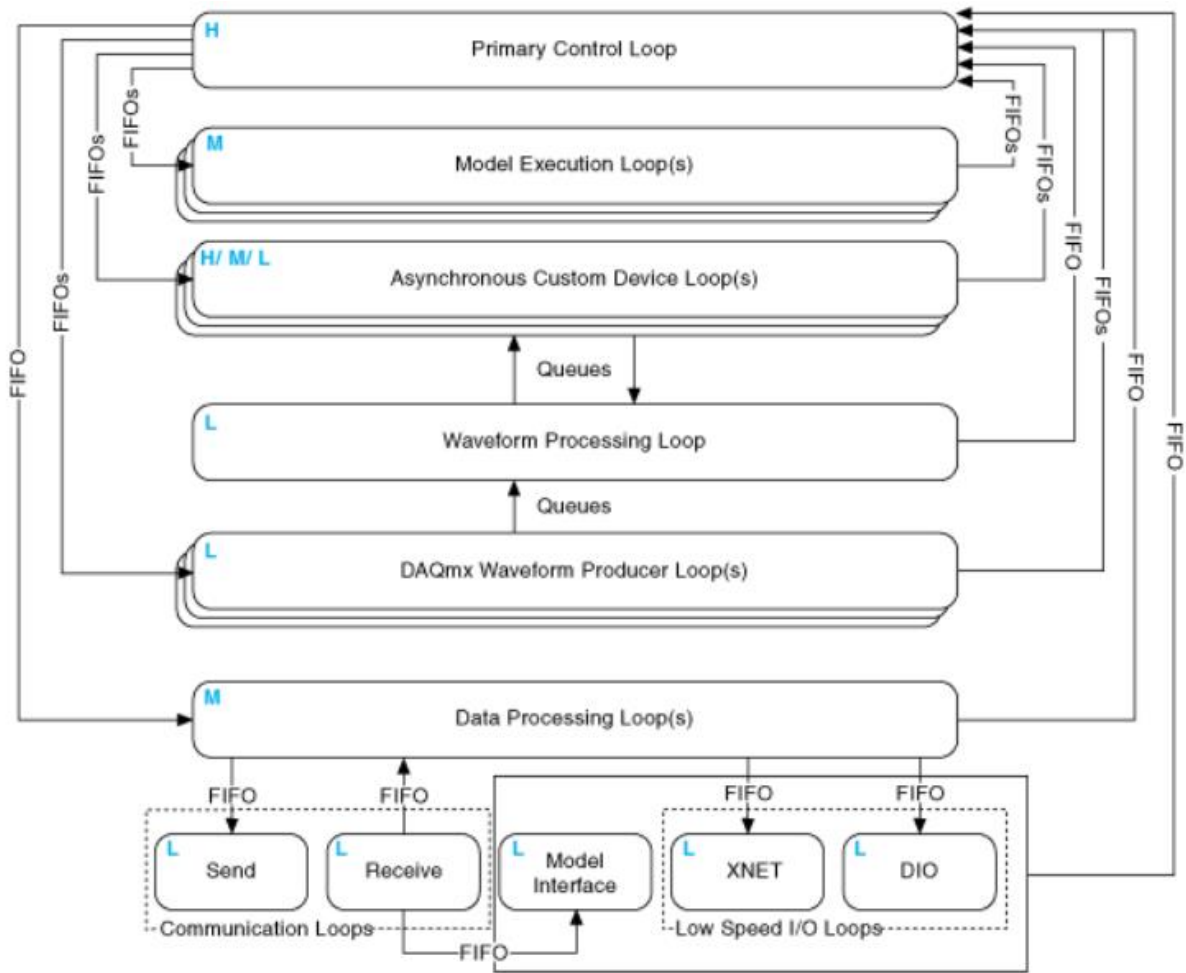 H
Primary Control Loop
FIFOs
FIFOs
M
Model Execution Loop(s)
FIFOs
FIFOs
H/ M/ L
Asynchronous Custom Device Loop(s)
FIFO
FIFOs
FIFOs
Queues
FIFO
FIFO
L
Waveform Processing Loop
FIFO
Queues
L
DAQmx Waveform Producer Loop(s)
M
Data Processing Loop(s)
FIFO
FIFO
FIFO
FIFO
L
Send
L
Receive
L
Model
Interface
L
XNET
L
DIO
Communication Loops
Low Speed I/O Loops
FIFO